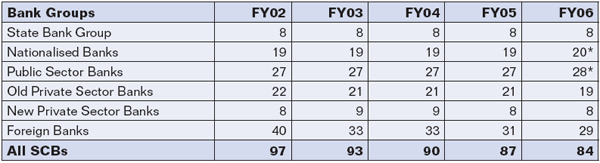 Bank Groups FY02 FY03 FY04 FY05 FY06
State Bank Group 8 8 8 8 8
Nationalised Banks 19 19 19 19 20*
Public Sector Banks 27 27 27 27 28*
Old Private Sector Banks 22 21 21 21 19
New Private Sector Banks 8 9 9 8 8
Foreign Banks 40 33 33 31 29
All SCBs 97 93 90 87 84